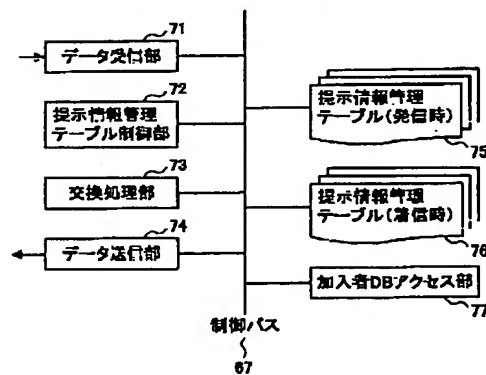 71
データ受信部
72
提示情報管理
テーブル制御部
73
交換処理部
74
データ送信部
提示情報管理
テーブル(発信時)
75
提示情報管理
テーブル(着信時)
76
加入者DBアクセス部
77
制御バス
67